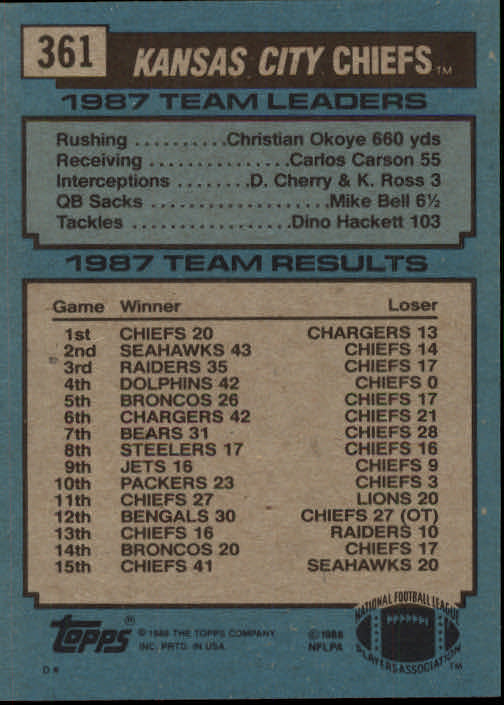 361
KANSAS CITY CHIEFS™
1987 TEAM LEADERS
Rushing ..........Christian Okoye 660 yds
Receiving ...............Carlos Carson 55
Interceptions ........D. Cherry & K. Ross 3
QB Sacks ....................Mike Bell 6½
Tackles .................Dino Hackett 103
1987 TEAM RESULTS
Game Winner Loser
1st CHIEFS 20 CHARGERS 13
2nd SEAHAWKS 43 CHIEFS 14
3rd RAIDERS 35 CHIEFS 17
4th DOLPHINS 42 CHIEFS 0
5th BRONCOS 26 CHIEFS 17
6th CHARGERS 42 CHIEFS 21
7th BEARS 31 CHIEFS 28
8th STEELERS 17 CHIEFS 16
9th JETS 16 CHIEFS 9
10th PACKERS 23 CHIEFS 3
11th CHIEFS 27 LIONS 20
12th BENGALS 30 CHIEFS 27 (OT)
13th CHIEFS 16 RAIDERS 10
14th BRONCOS 20 CHIEFS 17
15th CHIEFS 41 SEAHAWKS 20
Topps®
© 1988 THE TOPPS COMPANY
INC. PRTD. IN USA
© 1988
NFLPA
NATIONAL FOOTBALL LEAGUE
PLAYERS ASSOCIATION™
D*